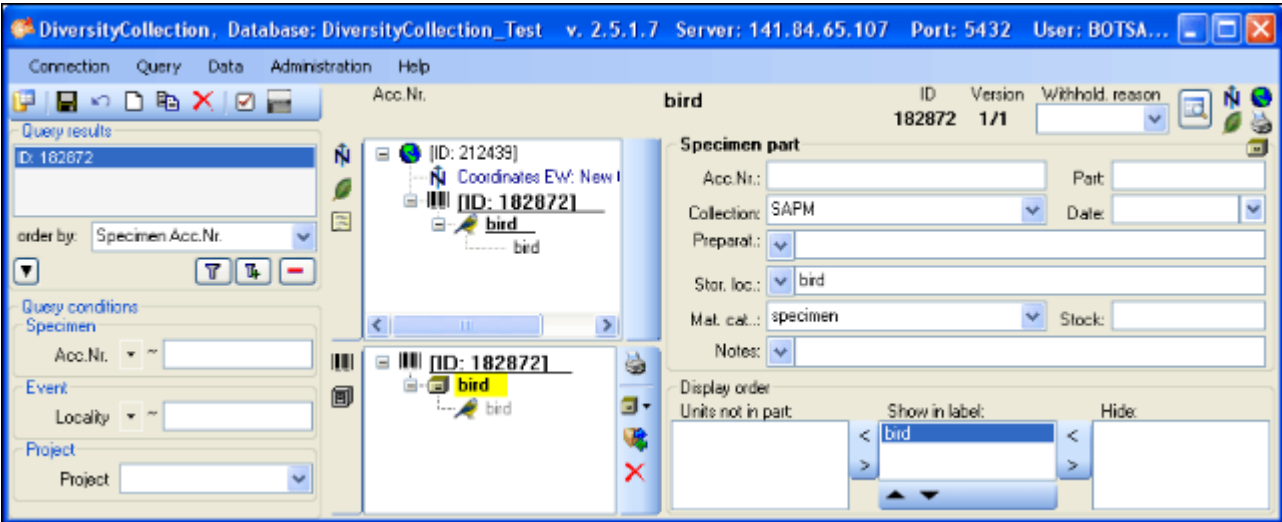 DiversityCollection, Database: DiversityCollection_Test v. 2.5.1.7 Server: 141.84.65.107 Port: 5432 User: BOTSA...
Connection Query Data Administration Help
Acc.Nr. bird ID Version Withhold. reason
182872 1/1
Query results
ID: 182872
order by: Specimen Acc.Nr.
Query conditions
Specimen
Acc.Nr. ~
Event
Locality ~
Project
Project
[ID: 212439]
Coordinates EW: New
[ID: 182872]
bird
bird
[ID: 182872]
bird
bird
Specimen part
Acc.Nr.: Part:
Collection: SAPM Date:
Preparat.:
Stor. loc.: bird
Mat. cat..: specimen Stock:
Notes:
Display order
Units not in part: Show in label: Hide:
< bird <
> >